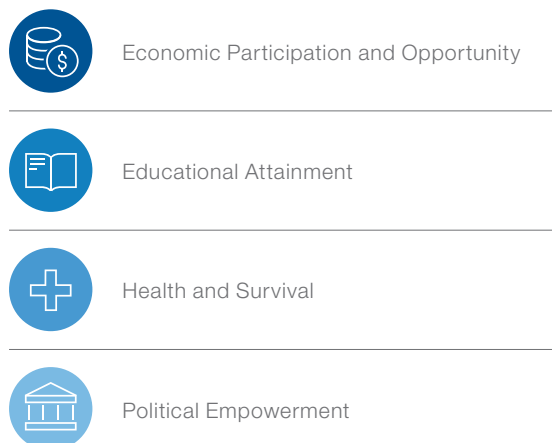 $
Economic Participation and Opportunity
Educational Attainment
Health and Survival
Political Empowerment